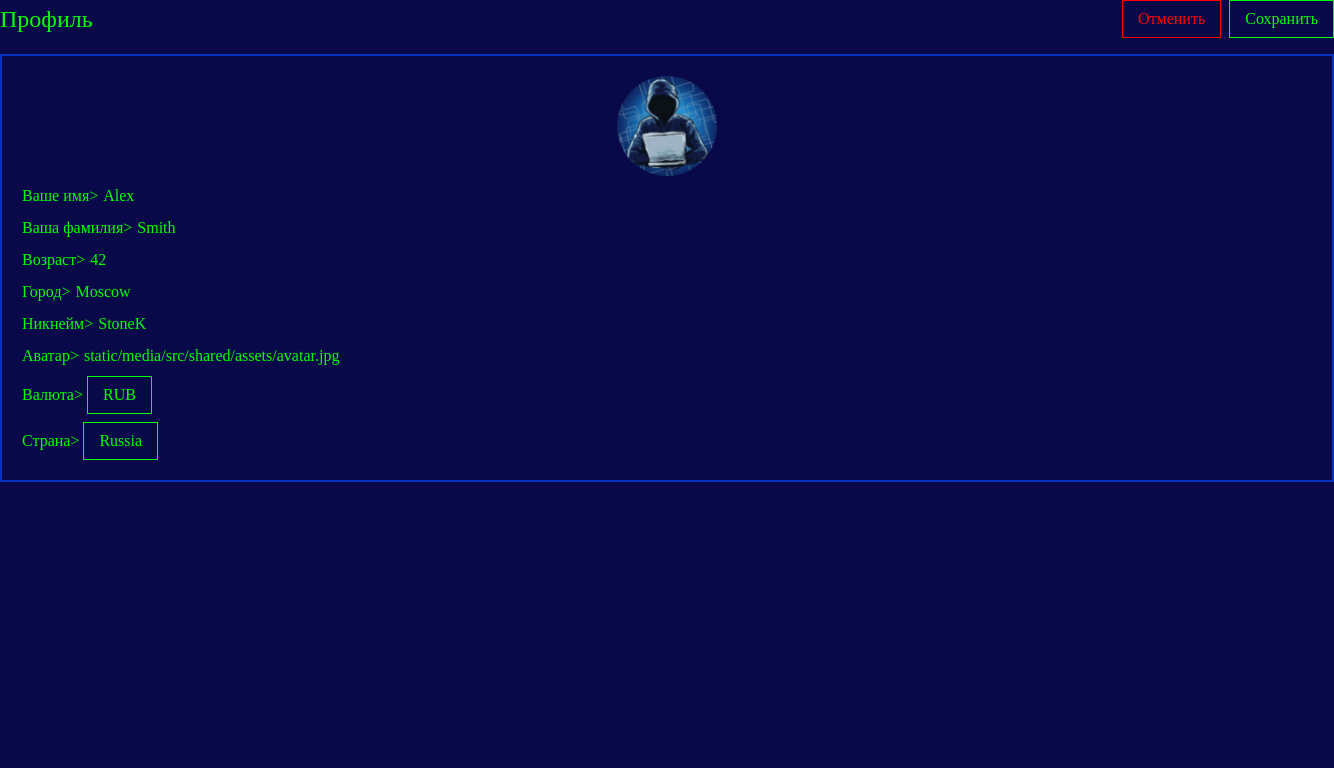 Профиль
Отменить
Сохранить
Ваше имя> Alex
Ваша фамилия> Smith
Возраст> 42
Город> Moscow
Никнейм> StoneK
Аватар> static/media/src/shared/assets/avatar.jpg
Валюта> RUB
Страна> Russia